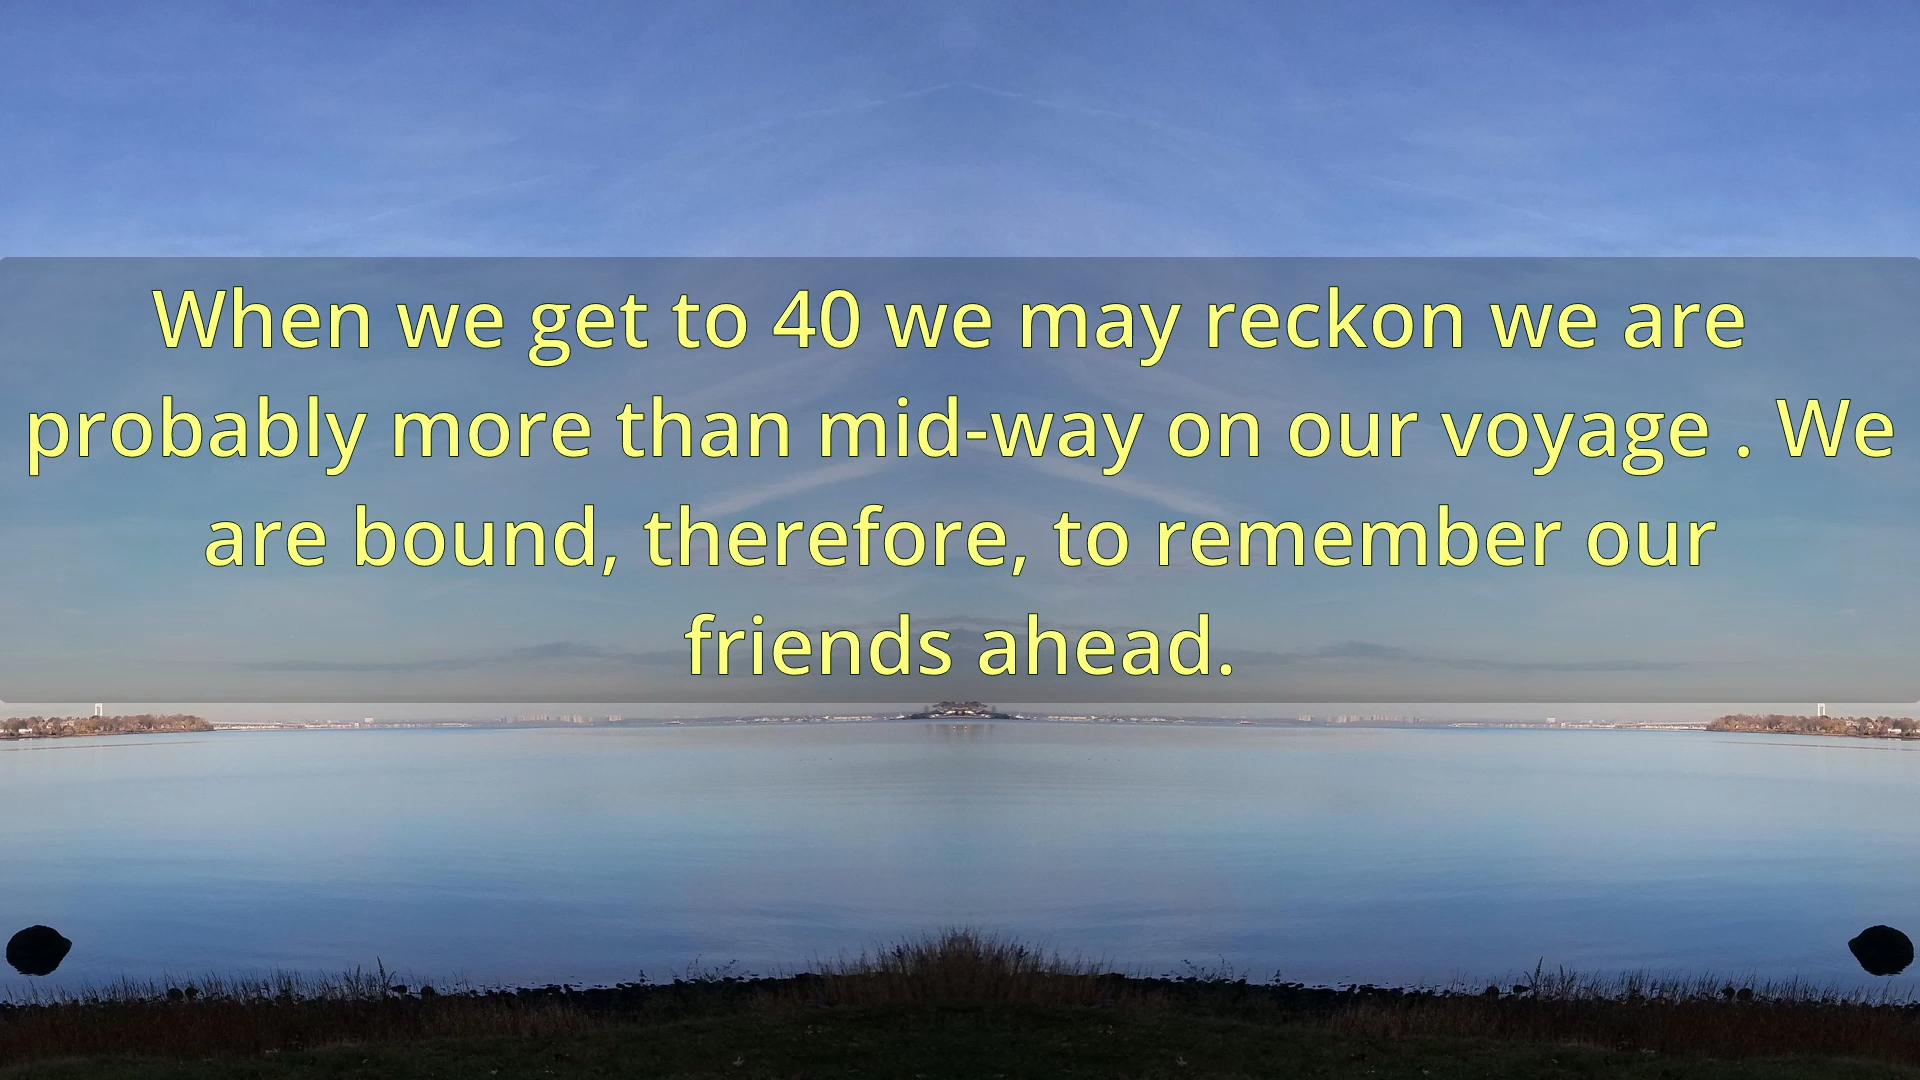 When we get to 40 we may reckon we are
probably more than mid-way on our voyage . We
are bound, therefore, to remember our
friends ahead.